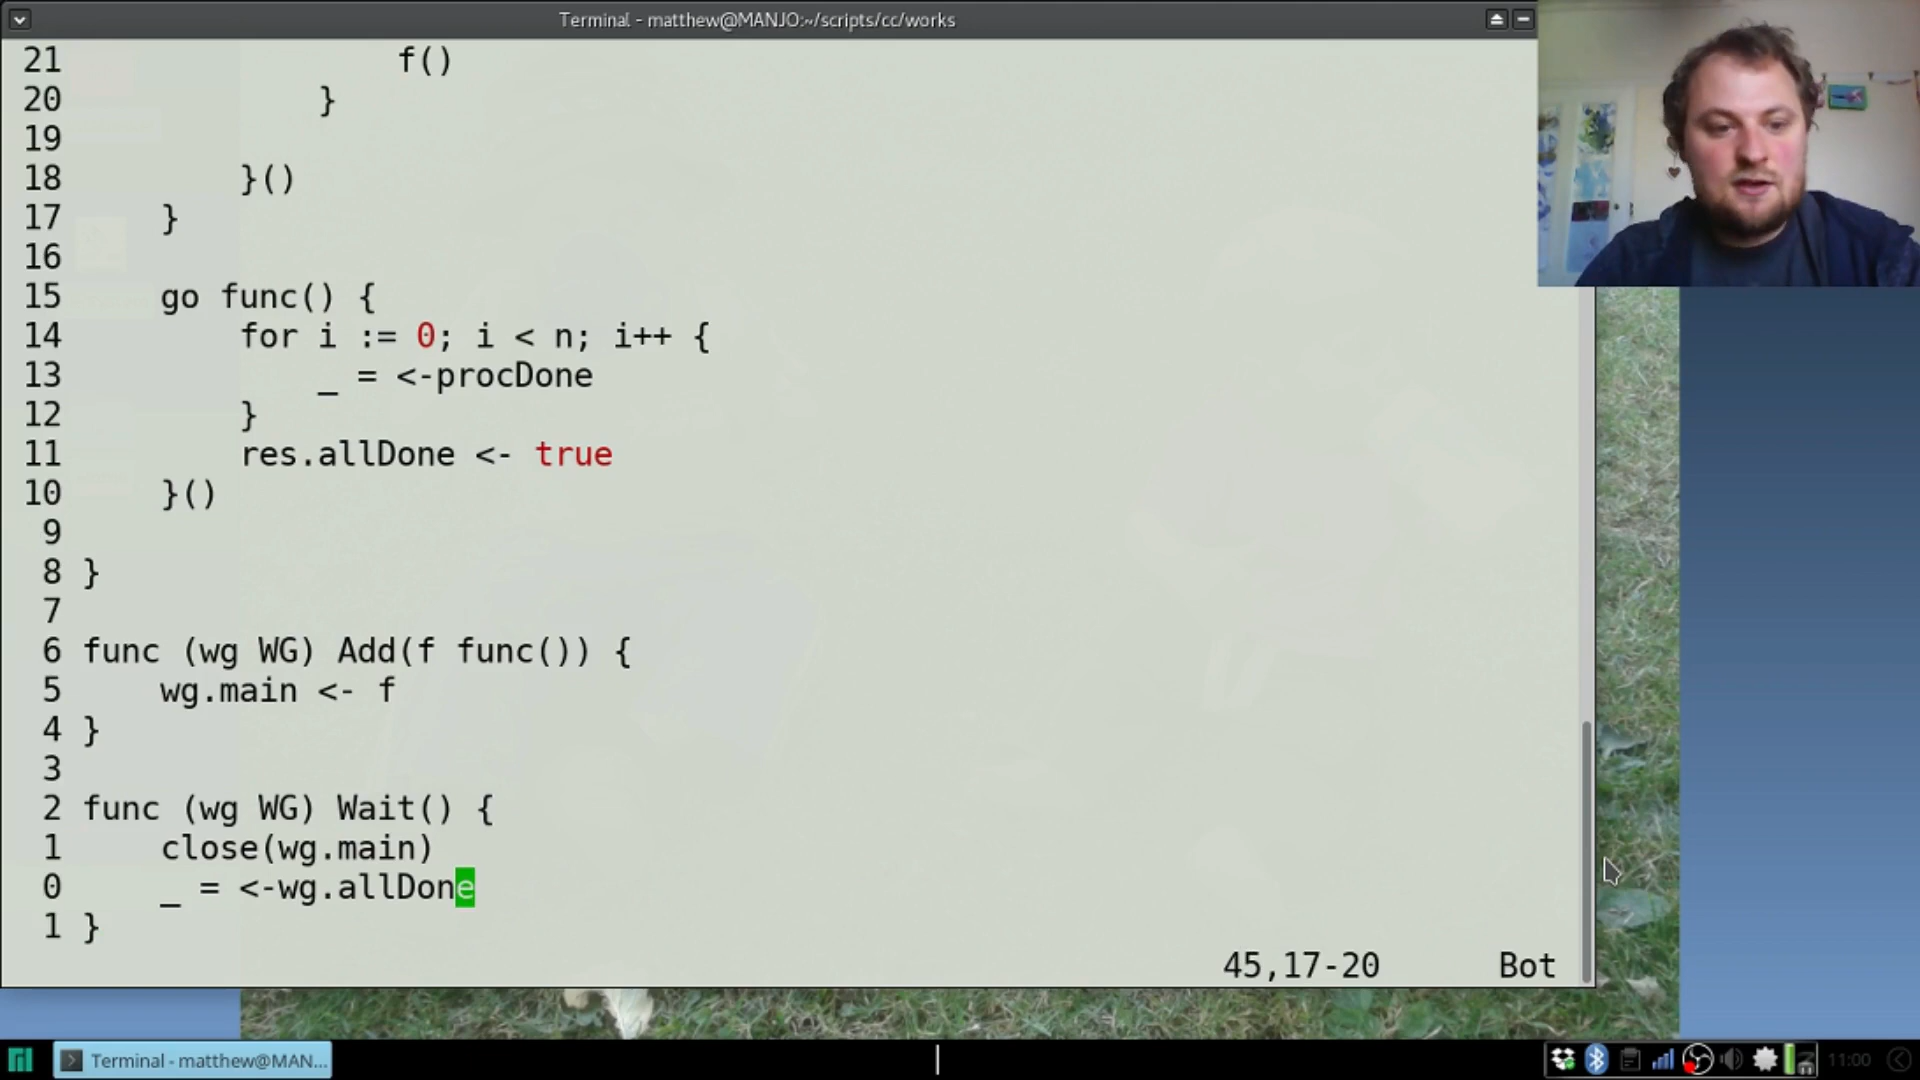 Terminal - matthew@MANJO:~/scripts/cc/works
21 f()
20 }
19
18 }()
17 }
16
15 go func() {
14 for i := 0; i < n; i++ {
13 _ = <-procDone
12 }
11 res.allDone <- true
10 }()
9
8 }
7
6 func (wg WG) Add(f func()) {
5 wg.main <- f
4 }
3
2 func (wg WG) Wait() {
1 close(wg.main)
0 _ = <-wg.allDone
1 }
45,17-20 Bot
Terminal - matthew@MAN...
11:00